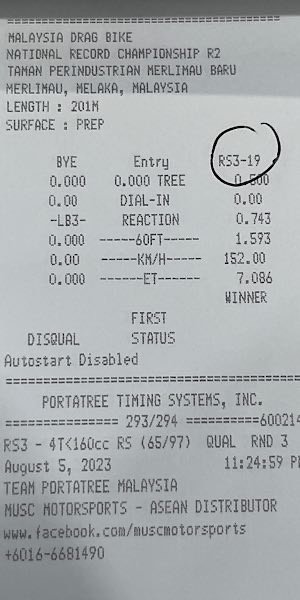 ==============================
MALAYSIA DRAG BIKE
NATIONAL RECORD CHAMPIONSHIP R2
TAMAN PERINDUSTRIAN MERLIMAU BARU
MERLIMAU, MELAKA, MALAYSIA
LENGTH : 201M
SURFACE : PREP
BYE Entry RS3-19
0.000 0.000 TREE 0.500
0.00 DIAL-IN 0.00
-LB3- REACTION 0.743
0.000 -----60FT----- 1.593
0.00 -----KM/H----- 152.00
0.000 ------ET------ 7.086
WINNER
FIRST
DISQUAL STATUS
Autostart Disabled
========================================
PORTATREE TIMING SYSTEMS, INC.
================ 293/294 ==========600214
RS3 - 4T<160cc RS (65/97) QUAL RND 3
August 5, 2023 11:24:59 P
TEAM PORTATREE MALAYSIA
MUSC MOTORSPORTS - ASEAN DISTRIBUTOR
www.facebook.com/muscmotorsports
+6016-6681490